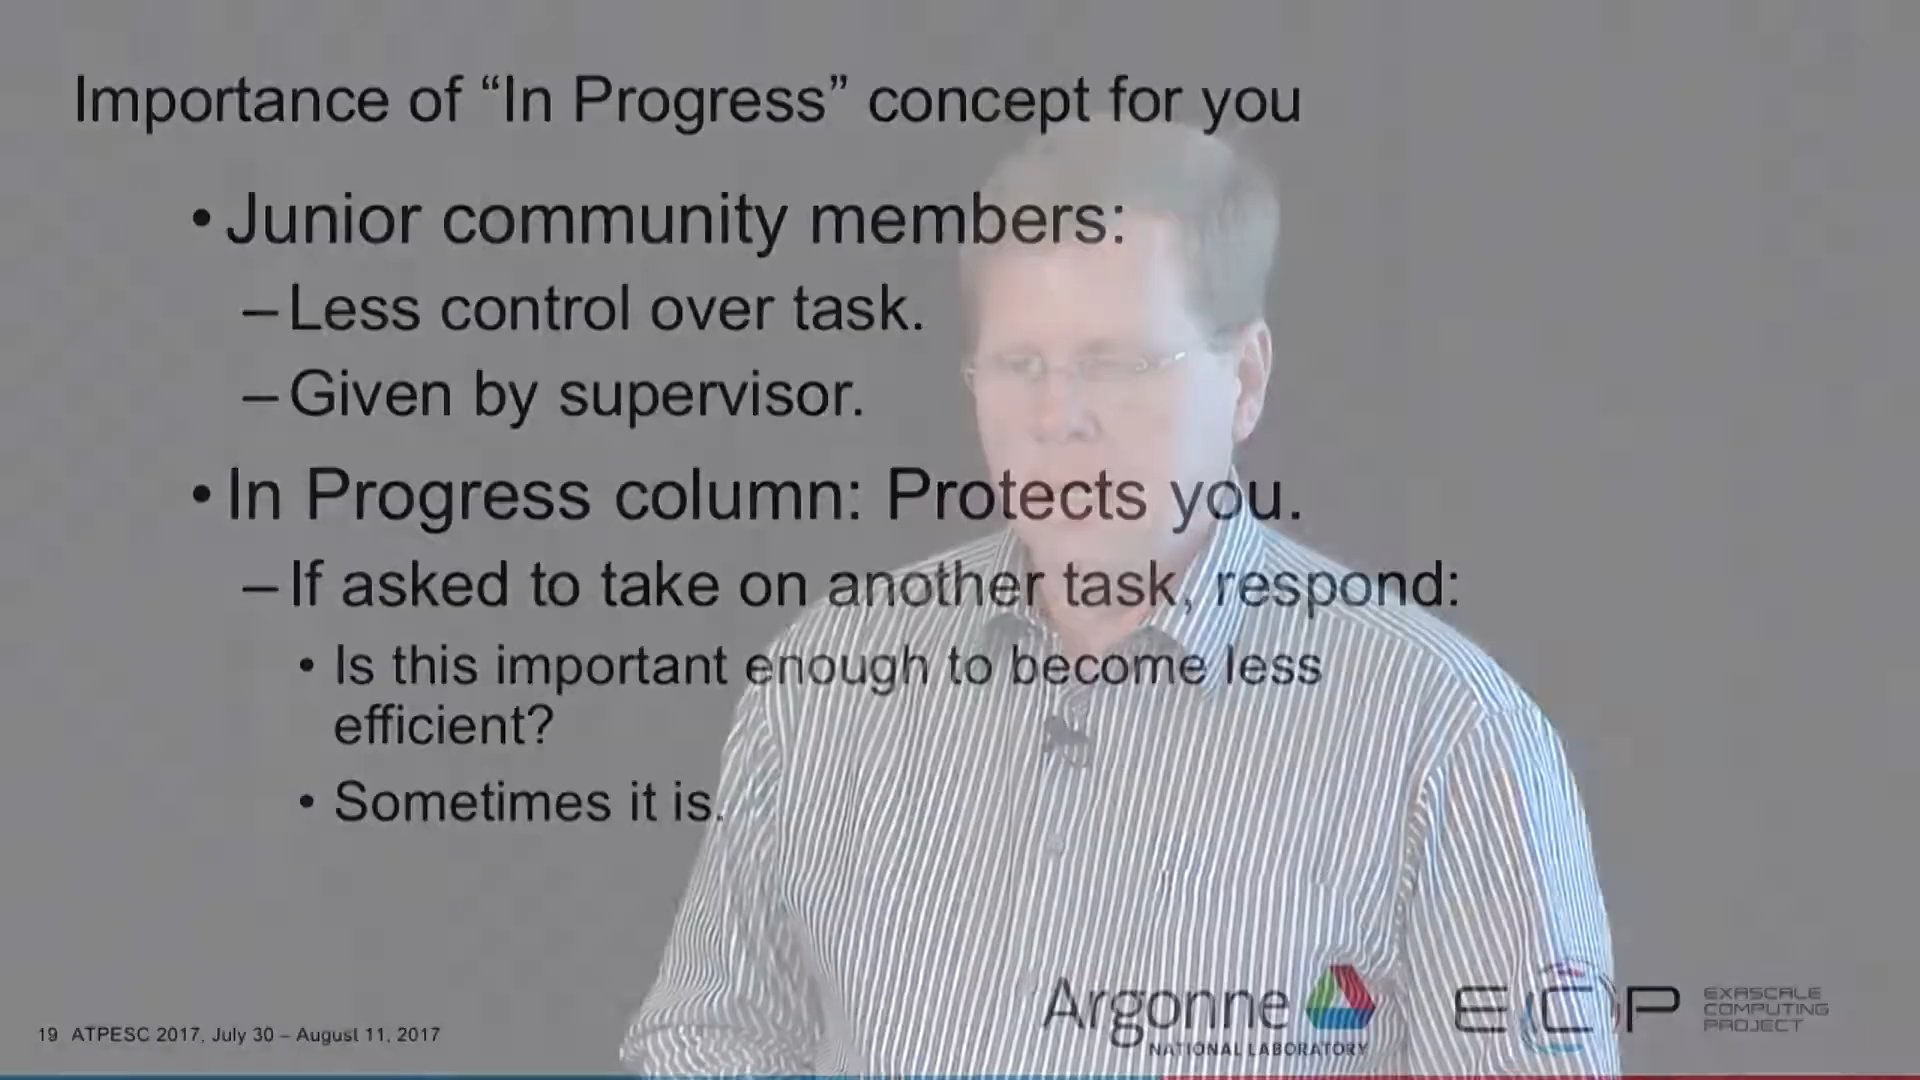 Importance of “In Progress” concept for you
• Junior community members:
– Less control over task.
– Given by supervisor.
• In Progress column: Protects you.
– If asked to take on another task, respond:
• Is this important enough to become less
efficient?
• Sometimes it is.
19 ATPESC 2017, July 30 – August 11, 2017
Argonne
NATIONAL LABORATORY
ECP
EXASCALE
COMPUTING
PROJECT